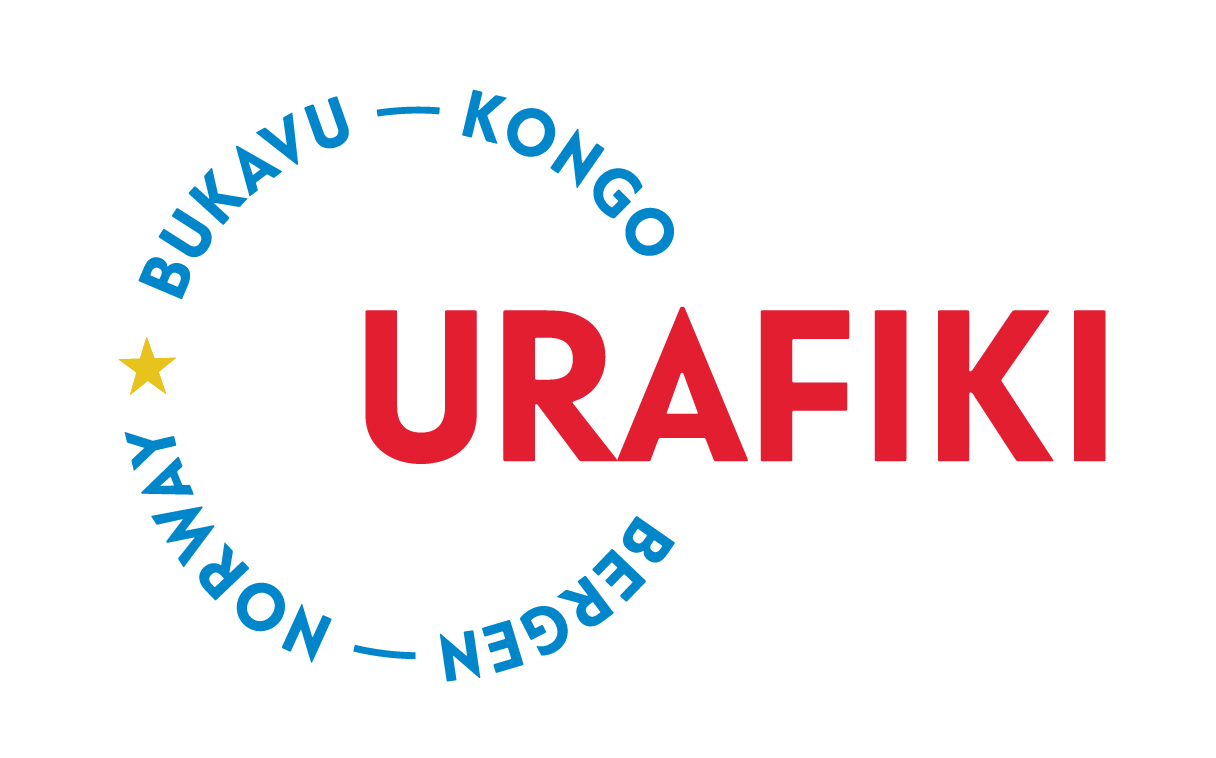 BUKAVU — KONGO
URAFIKI
BERGEN — NORWAY